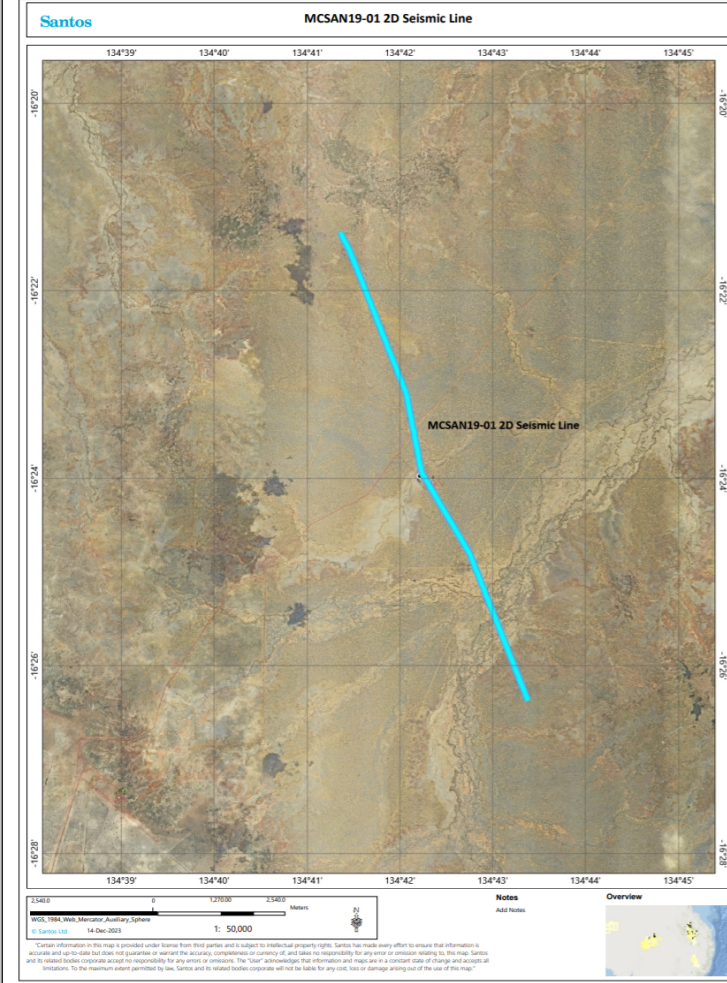 Santos
MCSAN19-01 2D Seismic Line
134°39' 134°40' 134°41' 134°42' 134°43' 134°44' 134°45'
-16°20' -16°20'
-16°22' -16°22'
MCSAN19-01 2D Seismic Line
-16°24' -16°24'
-16°26' -16°26'
-16°28' -16°28'
134°39' 134°40' 134°41' 134°42' 134°43' 134°44' 134°45'
2,540.0 0 1,270.00 2,540.0
Meters
WGS_1984_Web_Mercator_Auxiliary_Sphere
© Santos Ltd 14-Dec-2023 1: 50,000
N
Notes
Add Notes
Overview
"Certain information in this map is provided under license from third parties and is subject to intellectual property rights. Santos has made every effort to ensure that information is
accurate and up-to-date but does not guarantee or warrant the accuracy, completeness or currency of, and takes no responsibility for any error or omission relating to, this map. Santos
and its related bodies corporate accept no responsibility for any errors or omissions. The "User" acknowledges that information and maps are in a constant state of change and accepts all
limitations. To the maximum extent permitted by law, Santos and its related bodies corporate will not be liable for any cost, loss or damage arising out of the use of this map."